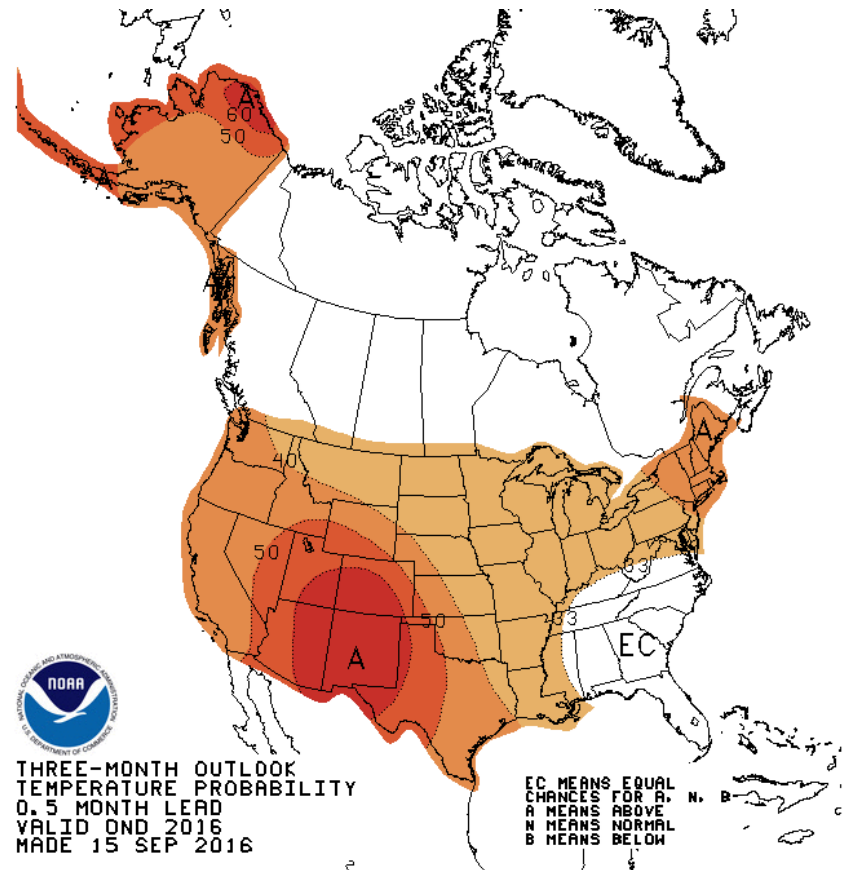 A
60
50
A
A
40
50
33
50
33
EC
A
NATIONAL OCEANIC AND ATMOSPHERIC ADMINISTRATION
NOAA
U.S. DEPARTMENT OF COMMERCE
THREE-MONTH OUTLOOK
TEMPERATURE PROBABILITY
0.5 MONTH LEAD
VALID OND 2016
MADE 15 SEP 2016
EC MEANS EQUAL
CHANCES FOR A, N, B
A MEANS ABOVE
N MEANS NORMAL
B MEANS BELOW